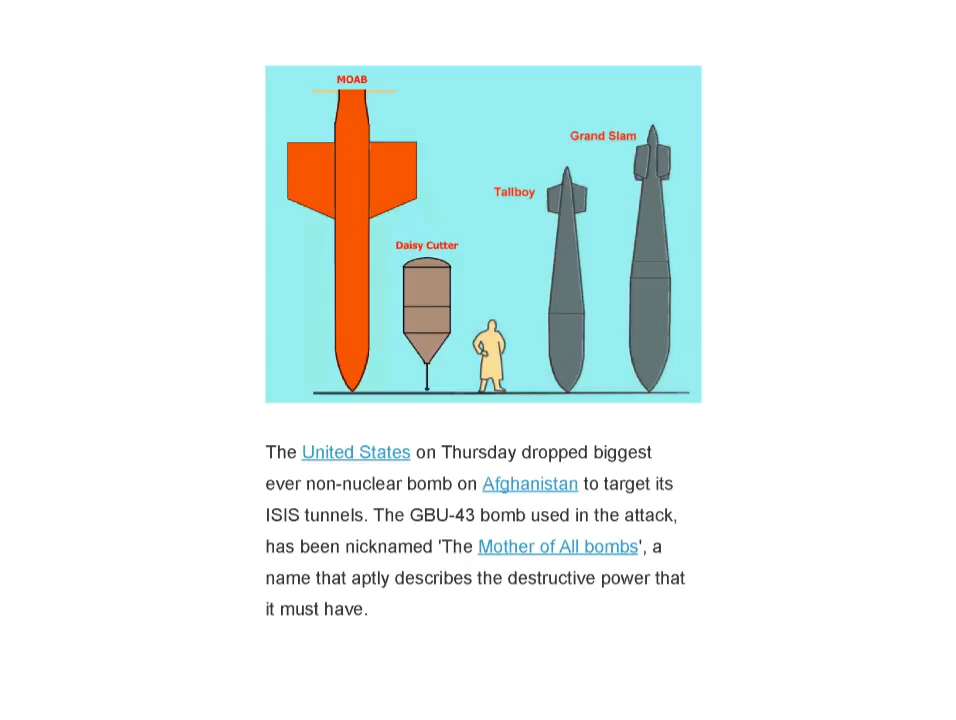 MOAB
Grand Slam
Tallboy
Daisy Cutter
The United States on Thursday dropped biggest
ever non-nuclear bomb on Afghanistan to target its
ISIS tunnels. The GBU-43 bomb used in the attack,
has been nicknamed 'The Mother of All bombs', a
name that aptly describes the destructive power that
it must have.